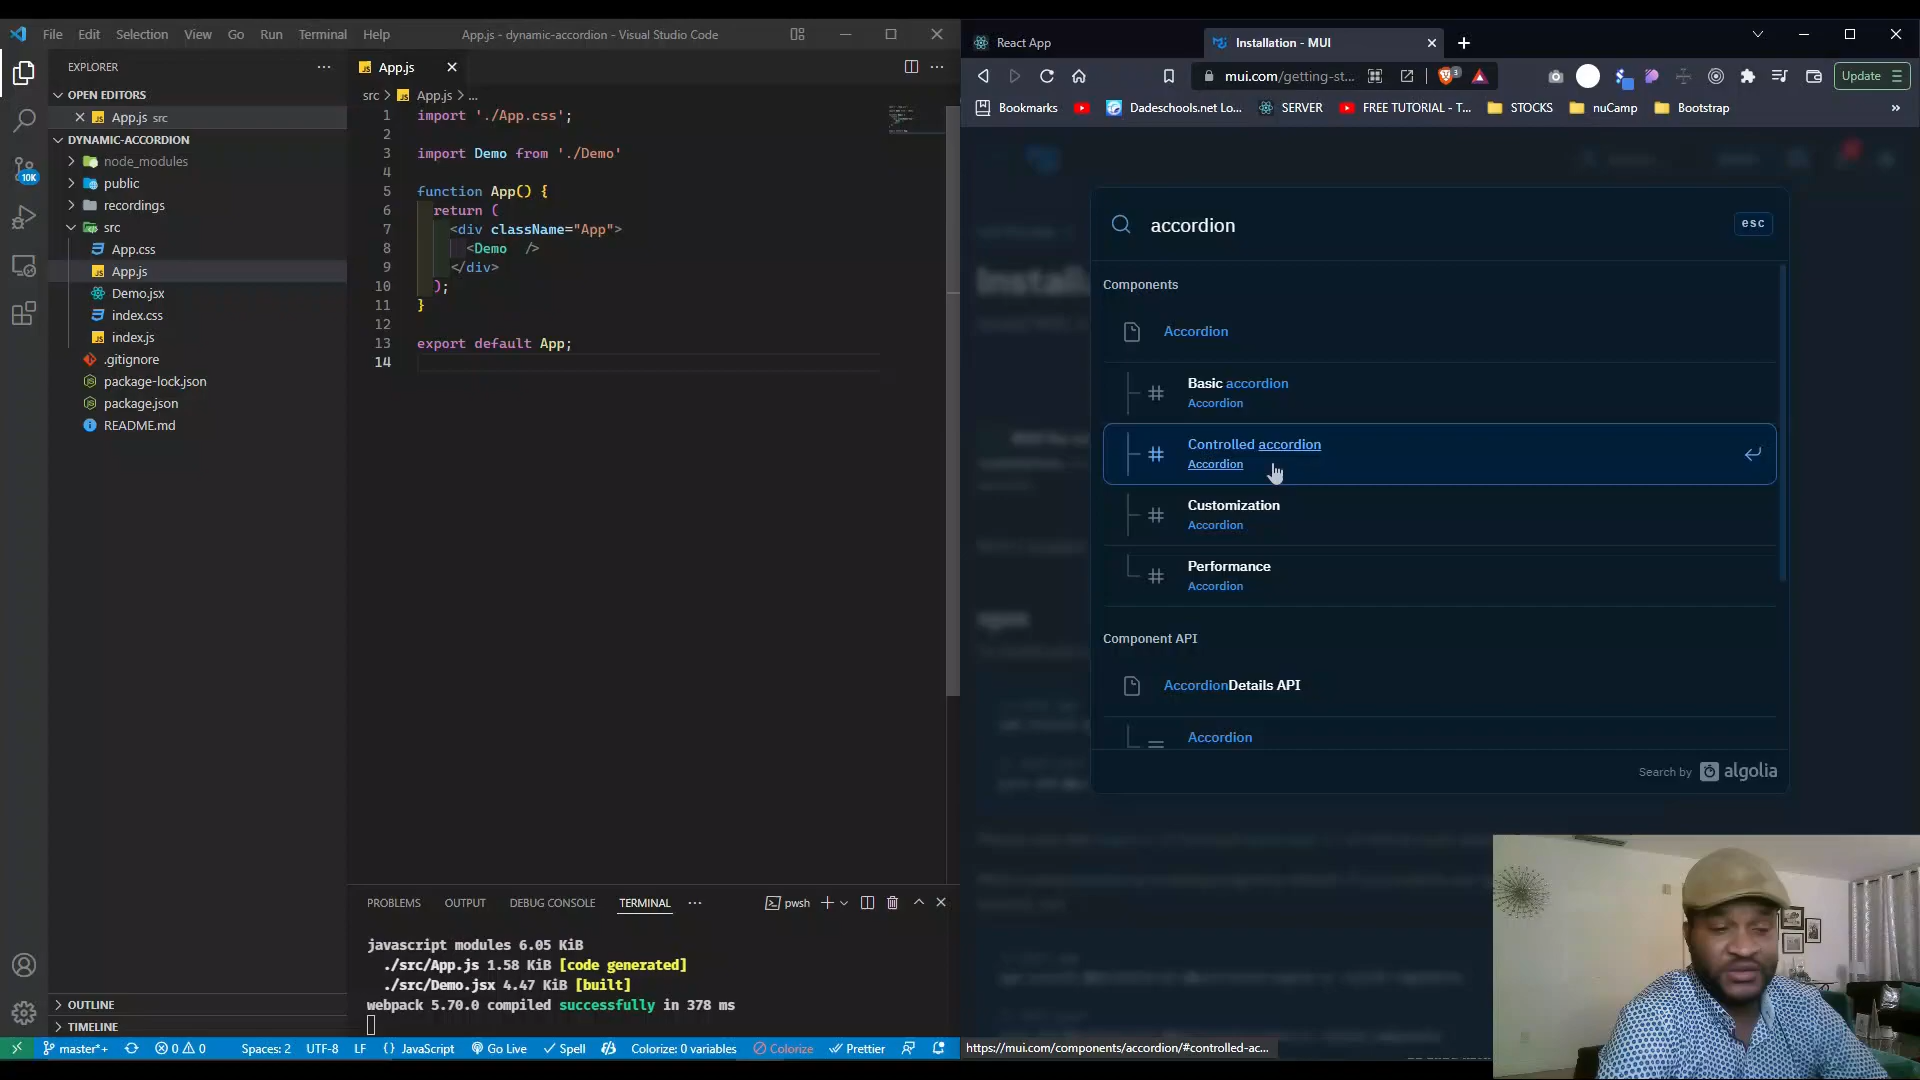 File Edit Selection View Go Run Terminal Help
App.js - dynamic-accordion - Visual Studio Code
EXPLORER
OPEN EDITORS
App.js src
DYNAMIC-ACCORDION
node_modules
public
recordings
src
App.css
App.js
Demo.jsx
index.css
index.js
.gitignore
package-lock.json
package.json
README.md
OUTLINE
TIMELINE
10K
App.js
src > App.js > ...
1 import './App.css';
2
3 import Demo from './Demo'
4
5 function App() {
6 return (
7 <div className="App">
8 <Demo />
9 </div>
10 );
11 }
12
13 export default App;
14
PROBLEMS OUTPUT DEBUG CONSOLE TERMINAL
pwsh
javascript modules 6.05 KiB
./src/App.js 1.58 KiB [code generated]
./src/Demo.jsx 4.47 KiB [built]
webpack 5.70.0 compiled successfully in 378 ms
master*+ 0 0 Spaces: 2 UTF-8 LF {} JavaScript Go Live Spell Colorize: 0 variables Colorize Prettier
React App
Installation - MUI
mui.com/getting-st...
3
Update
Bookmarks Dadeschools.net Lo... SERVER FREE TUTORIAL - T... STOCKS nuCamp Bootstrap »
accordion
esc
Components
Accordion
Basic accordion
Accordion
Controlled accordion
Accordion
Customization
Accordion
Performance
Accordion
Component API
AccordionDetails API
Accordion
Search by algolia
https://mui.com/components/accordion/#controlled-ac...